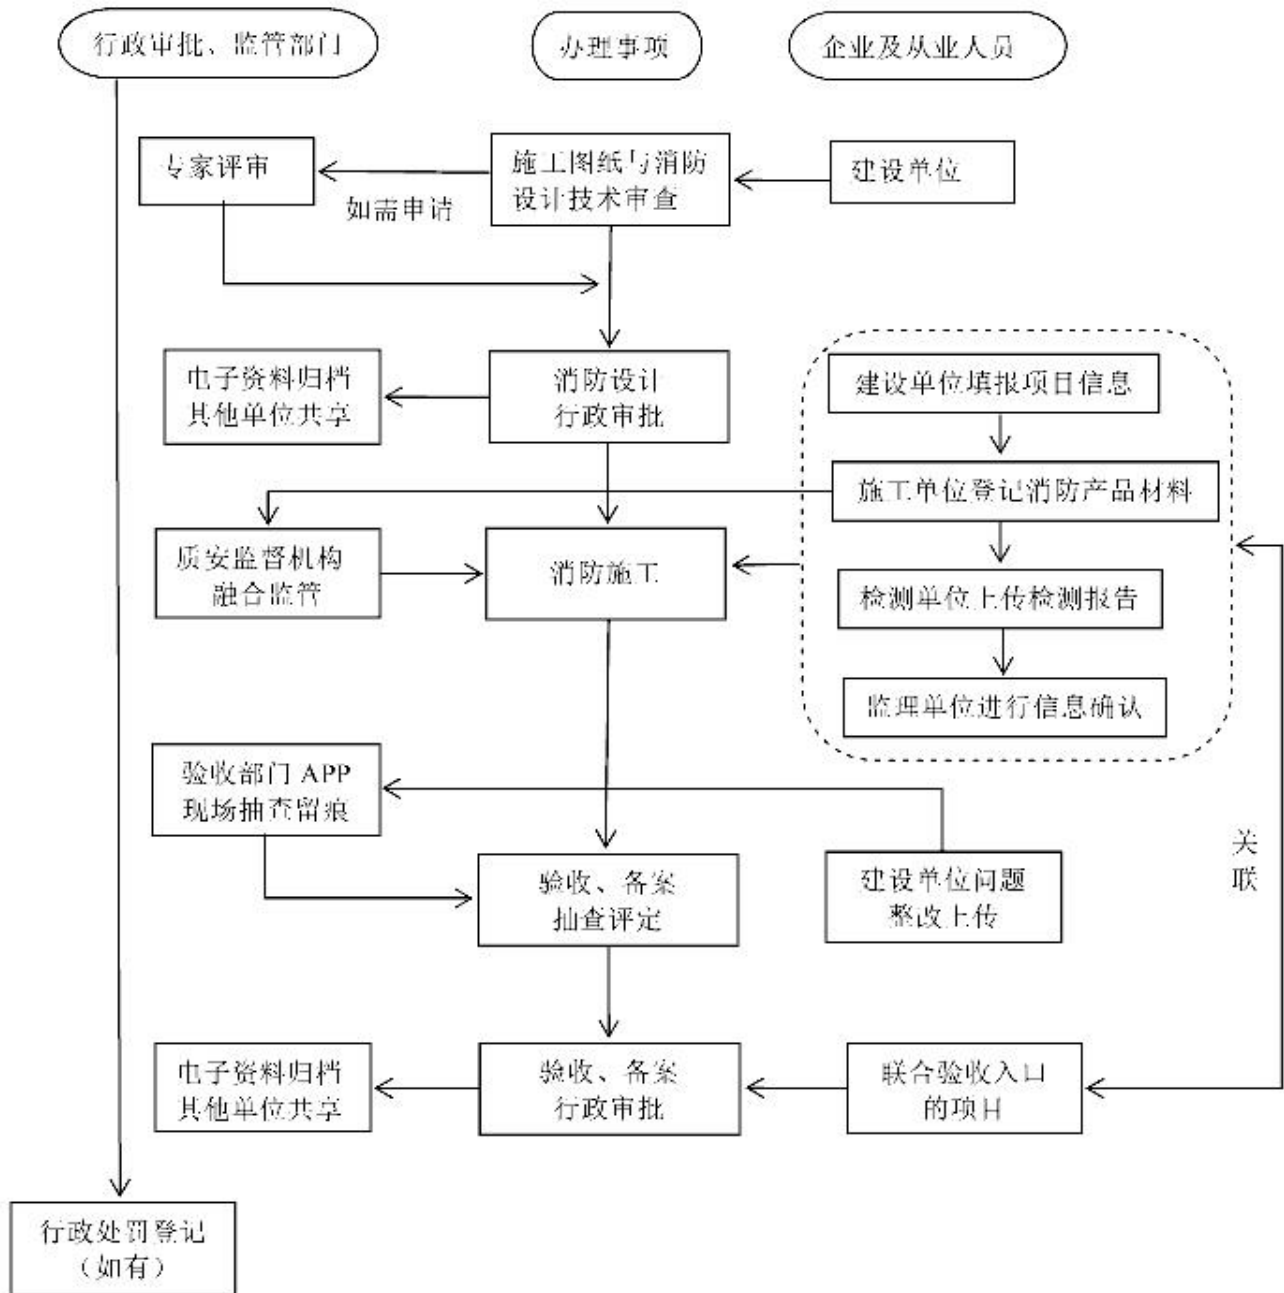 行政审批、监管部门
办理事项
企业及从业人员
专家评审
施工图纸与消防
设计技术审查
建设单位
如需申请
电子资料归档
其他单位共享
消防设计
行政审批
建设单位填报项目信息
施工单位登记消防产品材料
质安监督机构
融合监管
消防施工
检测单位上传检测报告
监理单位进行信息确认
验收部门 APP
现场抽查留痕
关
联
验收、备案
抽查评定
建设单位问题
整改上传
电子资料归档
其他单位共享
验收、备案
行政审批
联合验收入口
的项目
行政处罚登记
（如有）